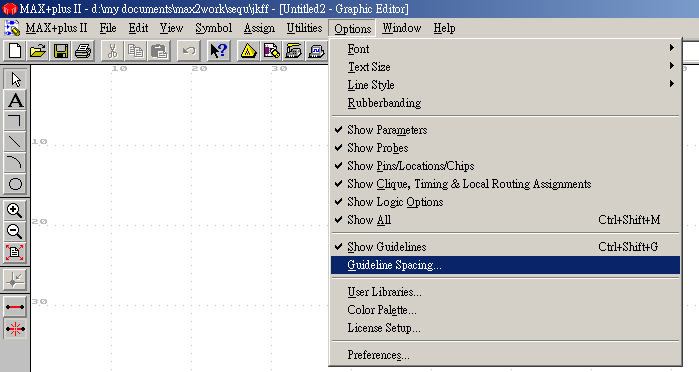 MAX+plus II - d:\my documents\max2work\sequ\jkff - [Untitled2 - Graphic Editor]
MAX+plus II File Edit View Symbol Assign Utilities Options Window Help
Font
Text Size
Line Style
Rubberbanding
Show Parameters
Show Probes
Show Pins/Locations/Chips
Show Clique, Timing & Local Routing Assignments
Show Logic Options
Show All Ctrl+Shift+M
Show Guidelines Ctrl+Shift+G
Guideline Spacing...
User Libraries...
Color Palette...
License Setup...
Preferences...
10 20 30
A
10
20
30